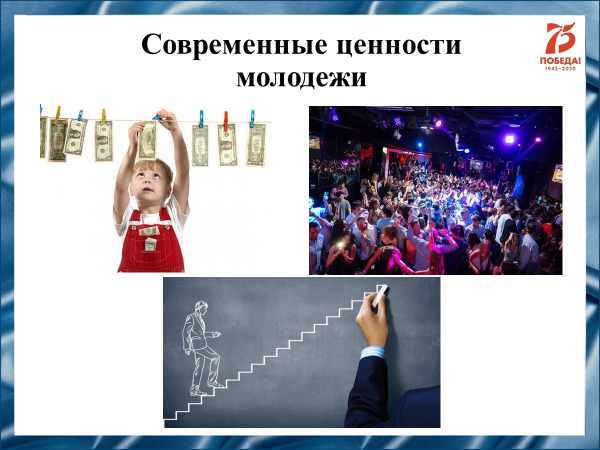 Современные ценности
молодежи
75
ПОБЕДА!
1945-2020